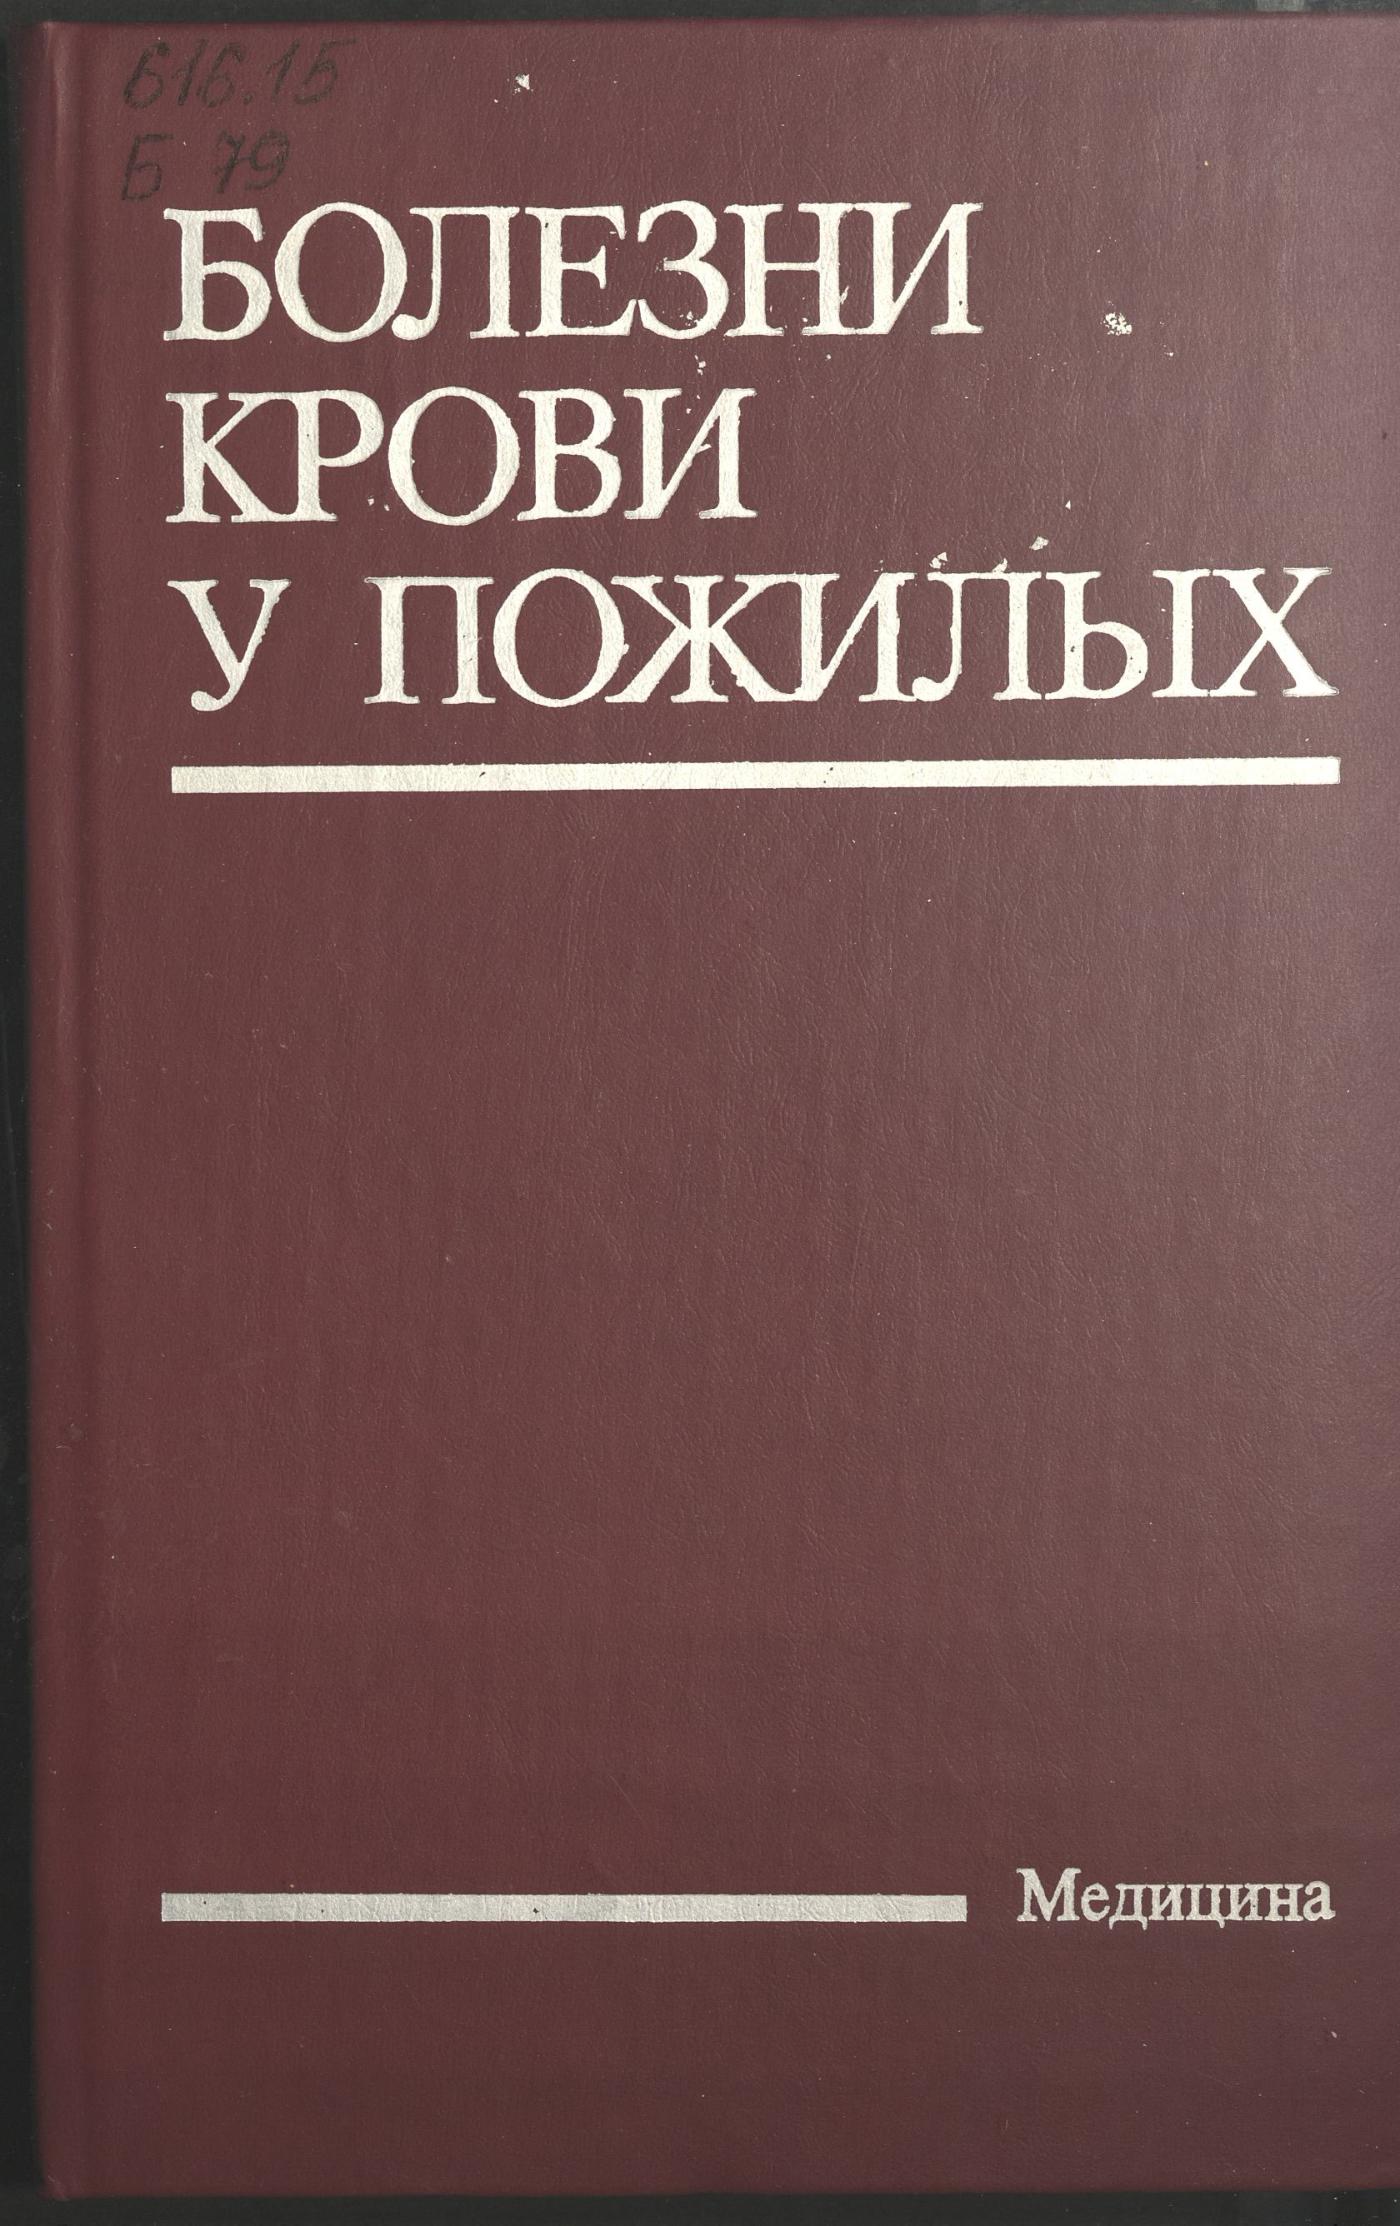 616.15
Б 79
БОЛЕЗНИ
КРОВИ
У ПОЖИЛЫХ
Медицина